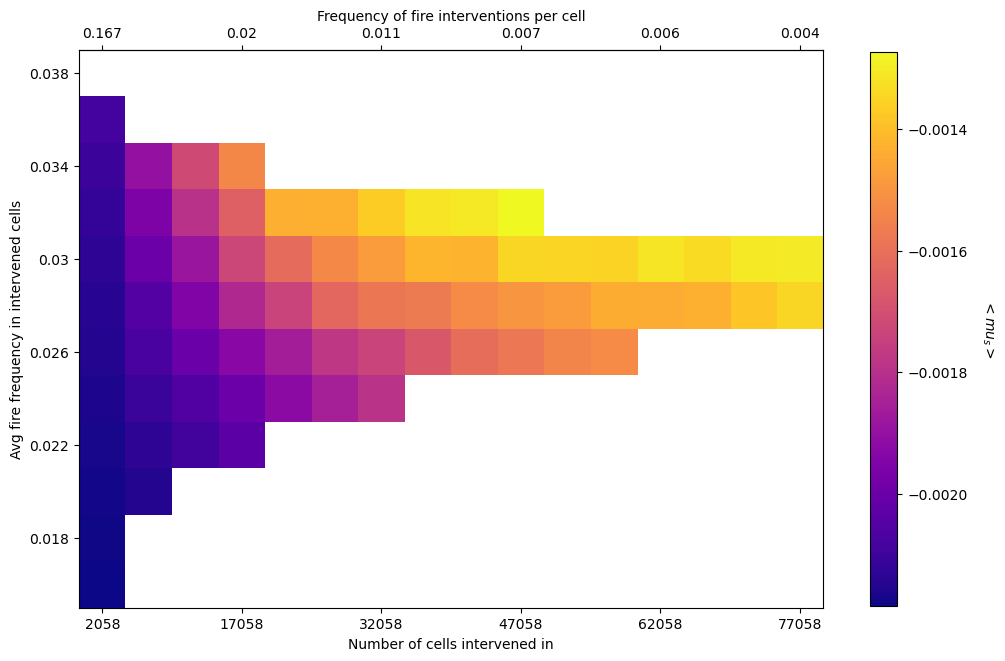 Frequency of fire interventions per cell
0.167 0.02 0.011 0.007 0.006 0.004
Avg fire frequency in intervened cells
0.038
0.034
0.03
0.026
0.022
0.018
2058 17058 32058 47058 62058 77058
Number of cells intervened in
−0.0014
−0.0016
−0.0018
−0.0020
< mu_s >